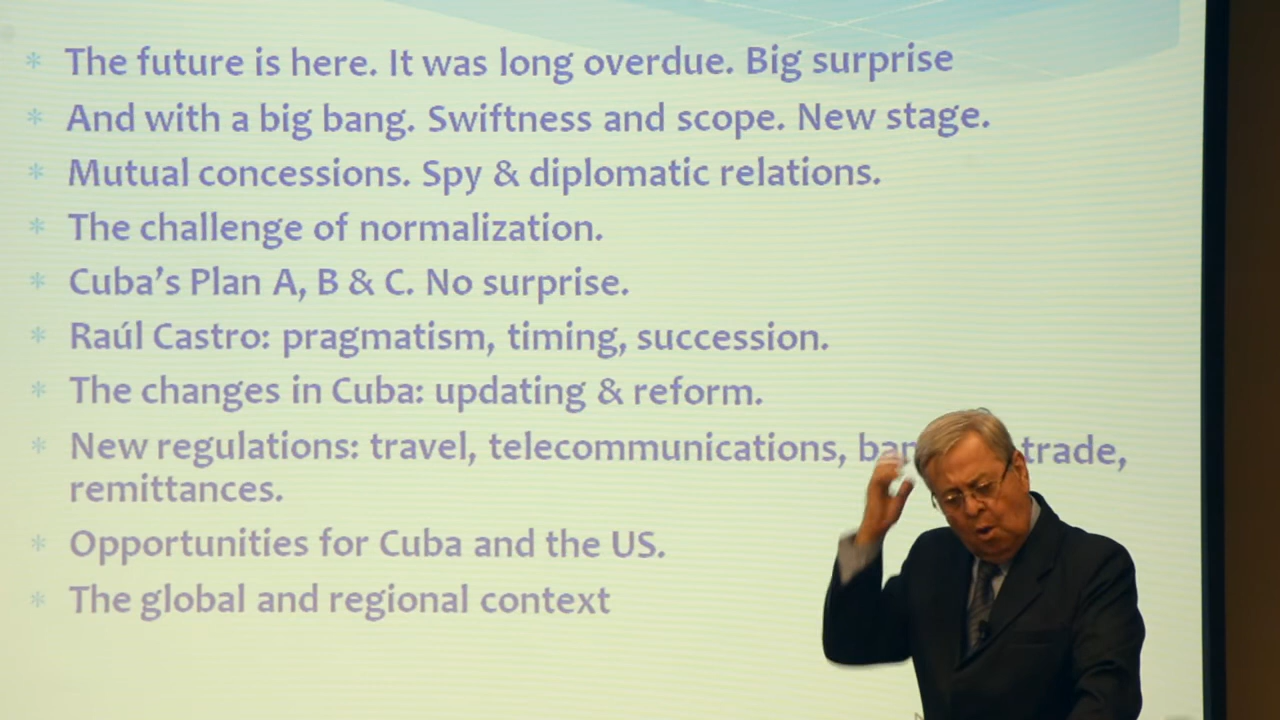 The future is here. It was long overdue. Big surprise
And with a big bang. Swiftness and scope. New stage.
Mutual concessions. Spy & diplomatic relations.
The challenge of normalization.
Cuba's Plan A, B & C. No surprise.
Raúl Castro: pragmatism, timing, succession.
The changes in Cuba: updating & reform.
New regulations: travel, telecommunications, trade,
remittances.
Opportunities for Cuba and the US.
The global and regional context